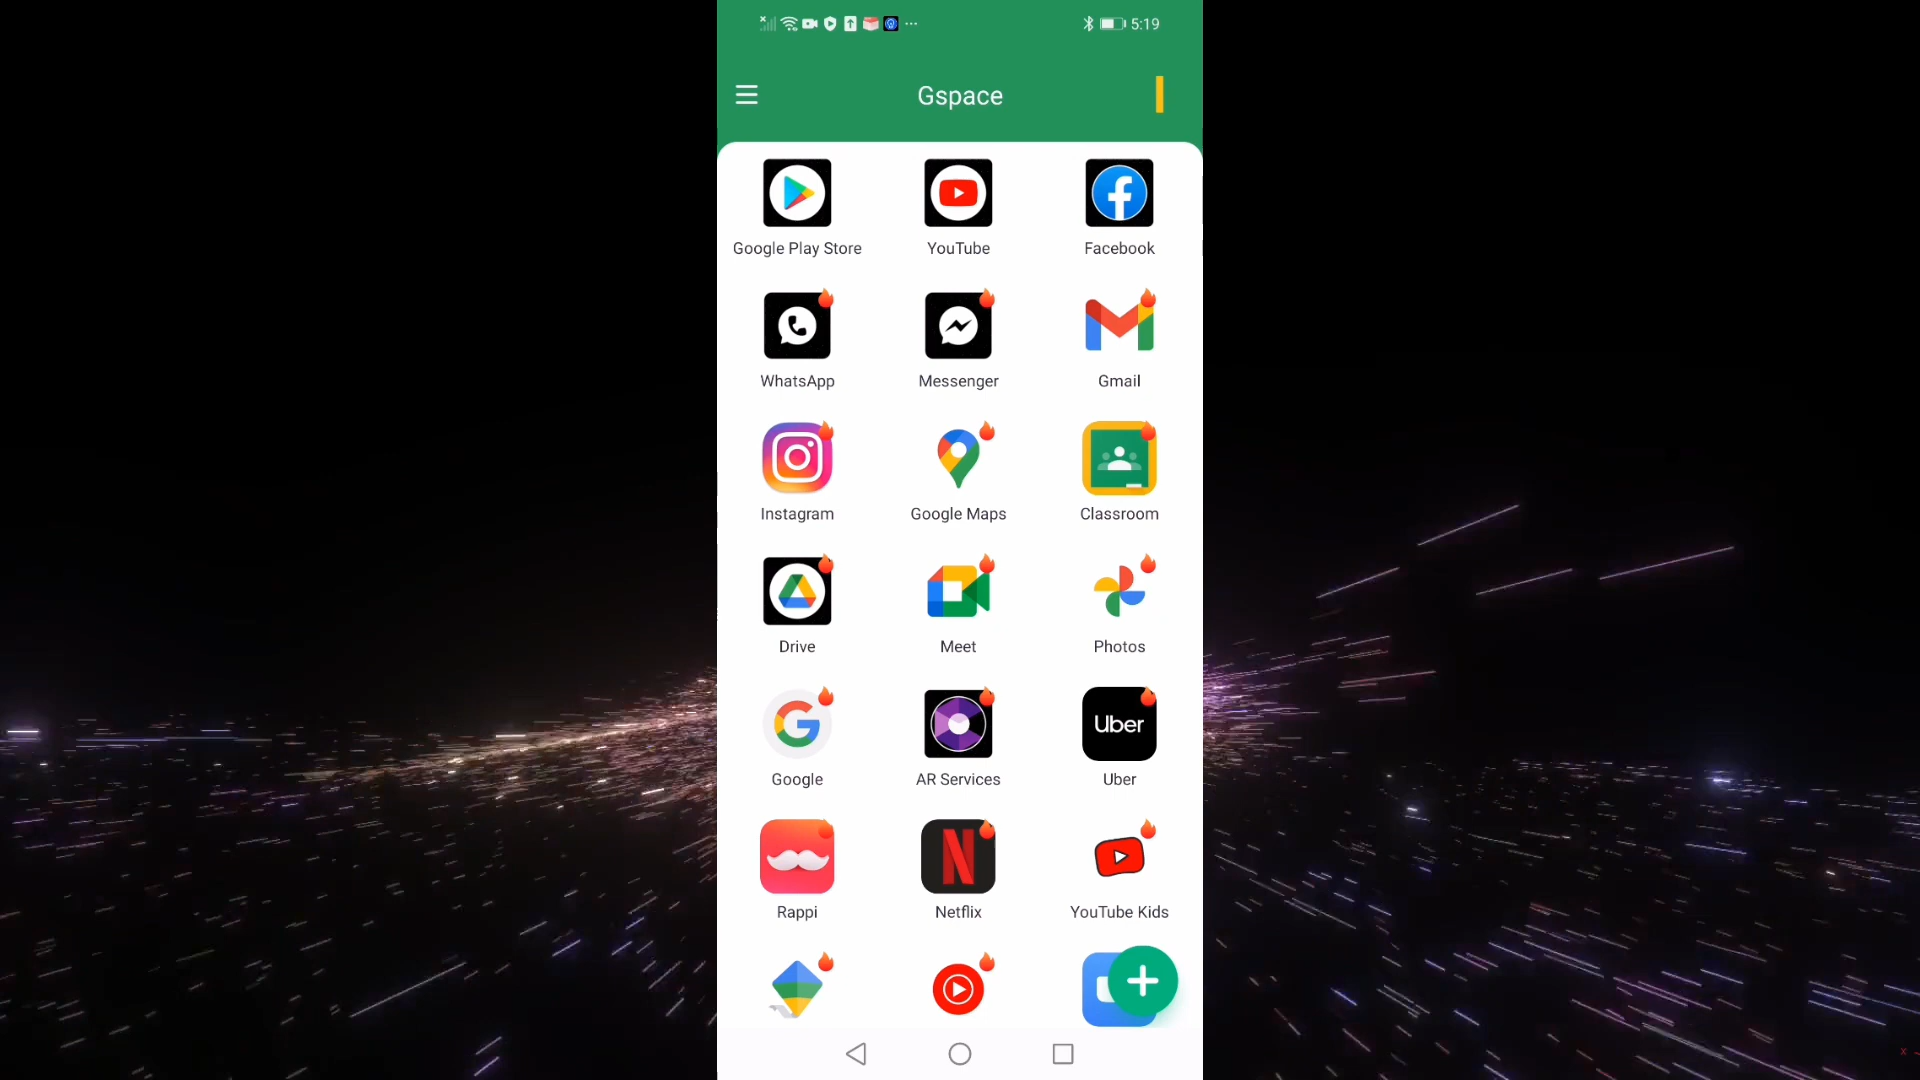 5:19
Gspace
Google Play Store
YouTube
Facebook
WhatsApp
Messenger
Gmail
Instagram
Google Maps
Classroom
Drive
Meet
Photos
Uber
Google
AR Services
Uber
Rappi
Netflix
YouTube Kids